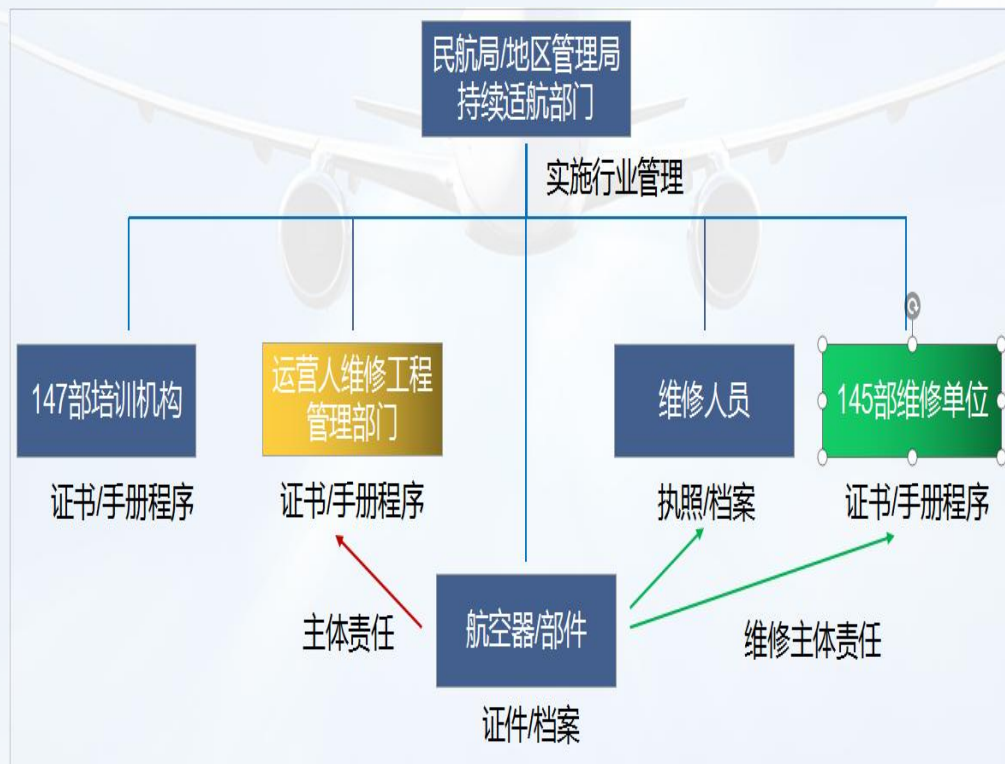 民航局/地区管理局
持续适航部门
实施行业管理
147部培训机构
运营人维修工程
管理部门
维修人员
145部维修单位
证书/手册程序
证书/手册程序
执照/档案
证书/手册程序
主体责任
航空器/部件
维修主体责任
证件/档案